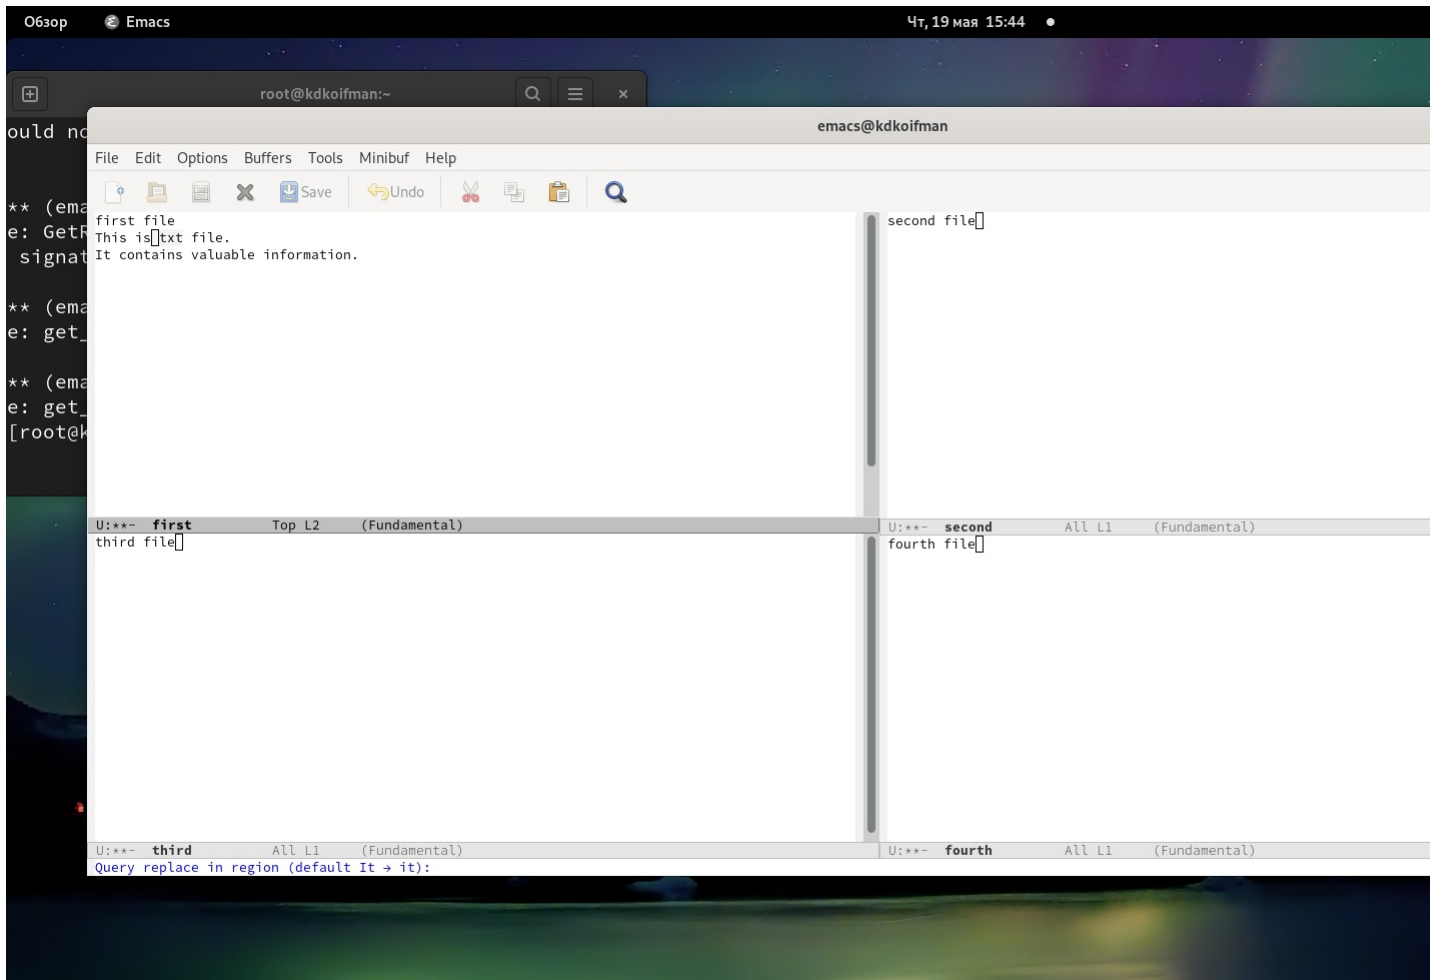 Обзор Emacs Чт, 19 мая 15:44
root@kdkoifman:~
ould no
** (ema
e: GetR
signat
** (ema
e: get_
** (ema
e: get_
[root@k
emacs@kdkoifman
File Edit Options Buffers Tools Minibuf Help
Save Undo
first file
This is txt file.
It contains valuable information.
U:**- first Top L2 (Fundamental)
second file
U:**- second All L1 (Fundamental)
third file
U:**- third All L1 (Fundamental)
fourth file
U:**- fourth All L1 (Fundamental)
Query replace in region (default It → it):